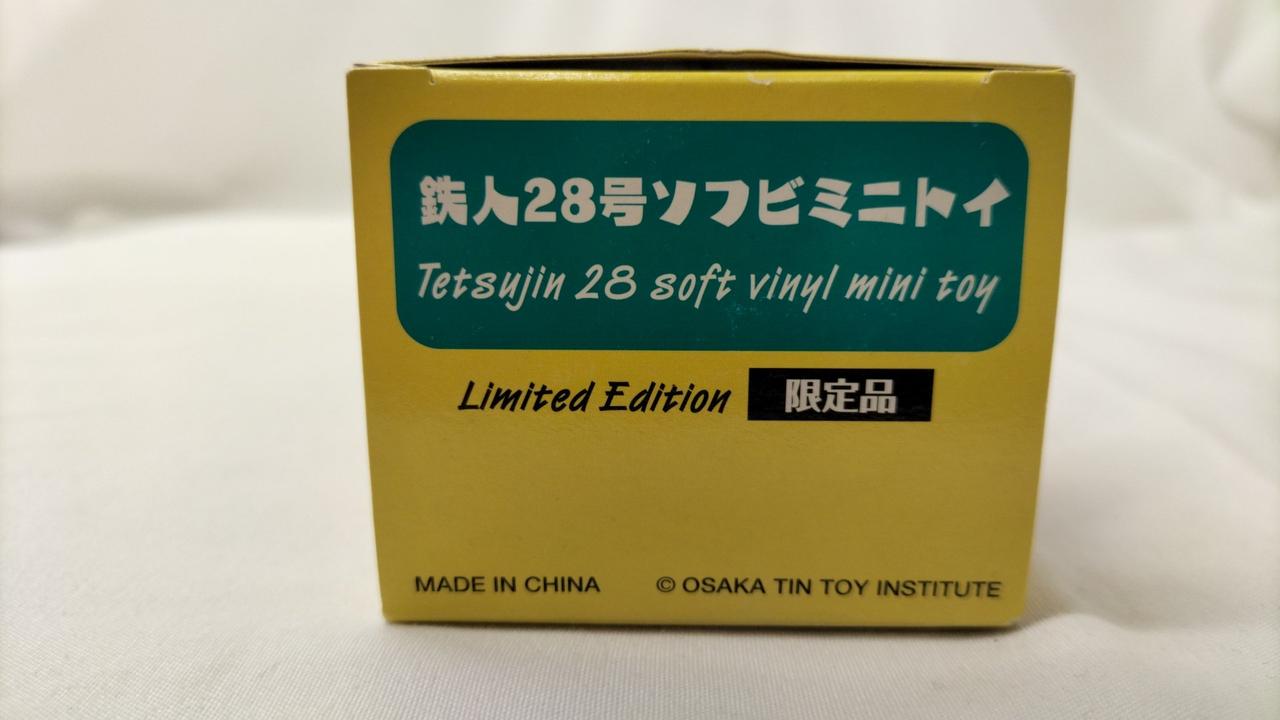 鉄人28号ソフビミニトイ
Tetsujin 28 soft vinyl mini toy
Limited Edition 限定品
MADE IN CHINA © OSAKA TIN TOY INSTITUTE